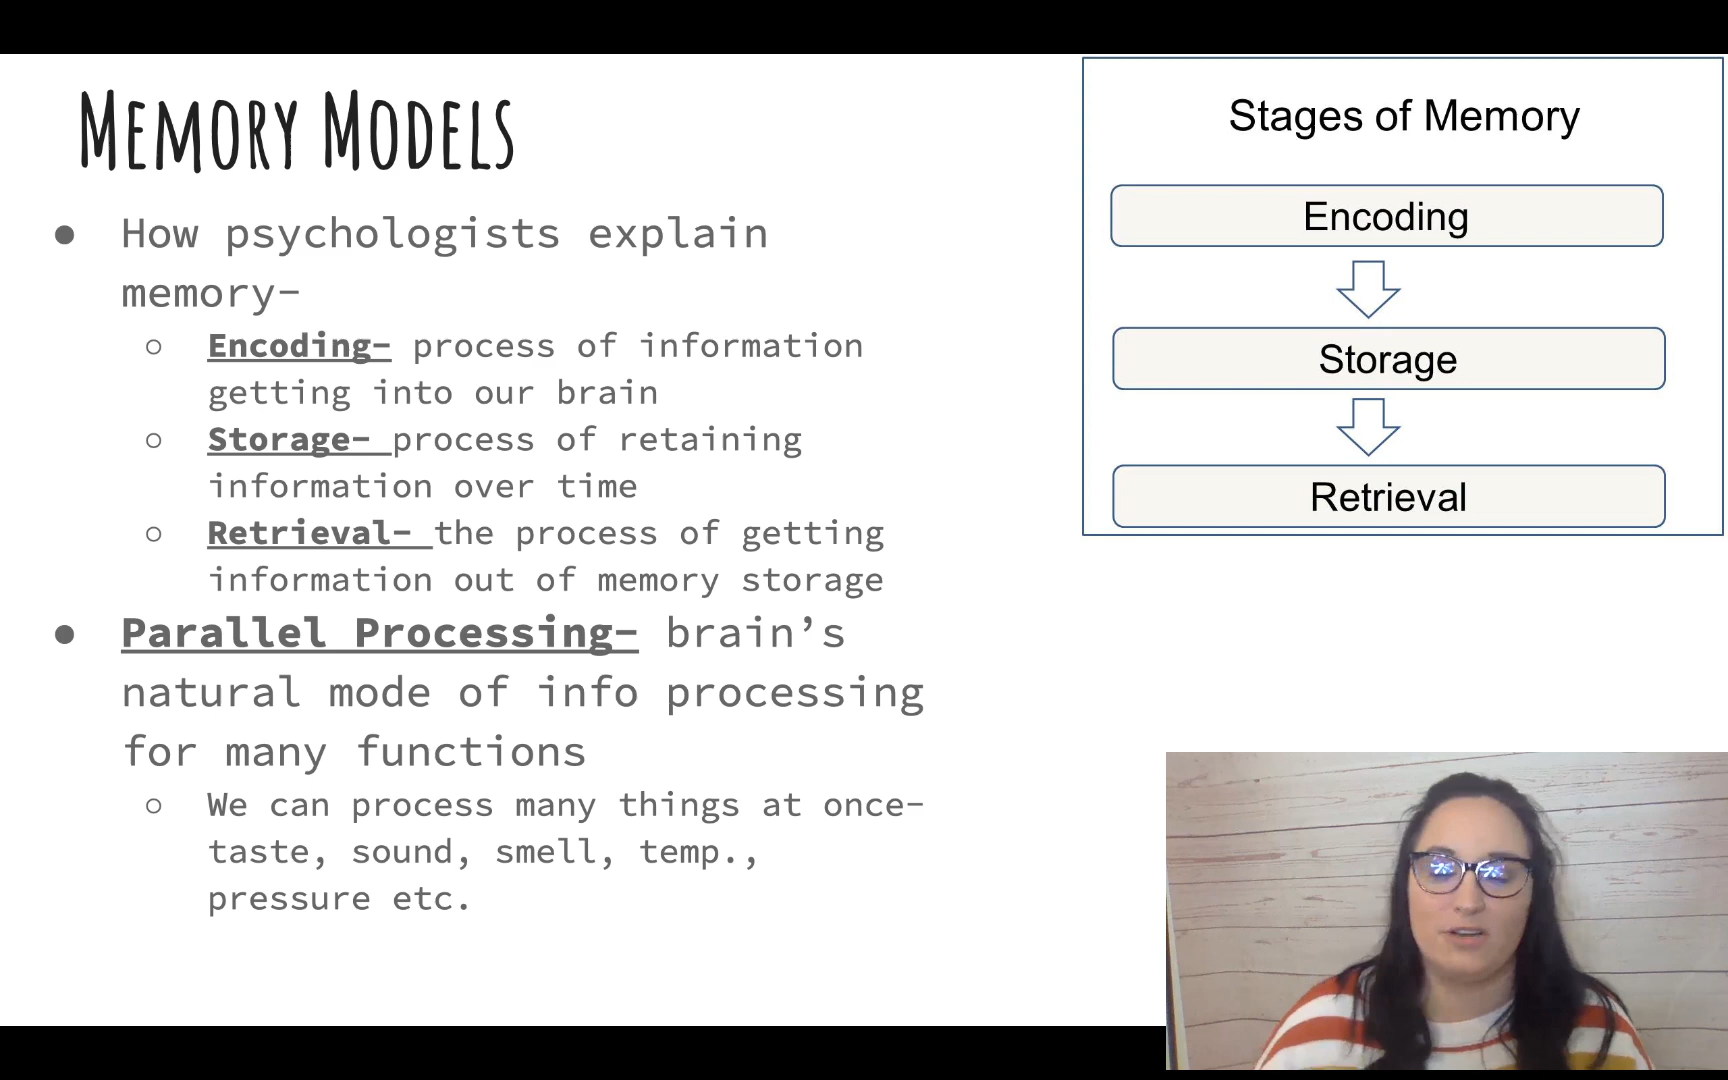 Memory Models
● How psychologists explain
memory-
○ Encoding- process of information
getting into our brain
○ Storage- process of retaining
information over time
○ Retrieval- the process of getting
information out of memory storage
● Parallel Processing- brain’s
natural mode of info processing
for many functions
○ We can process many things at once-
taste, sound, smell, temp.,
pressure etc.
Stages of Memory
Encoding
Storage
Retrieval